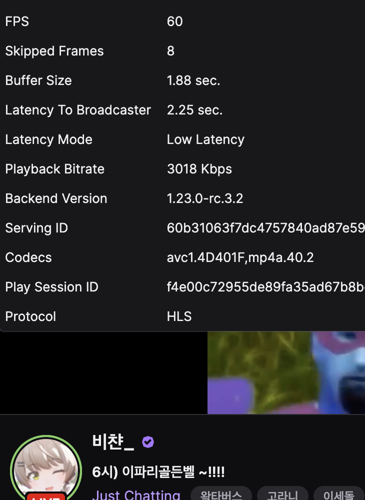 FPS 60
Skipped Frames 8
Buffer Size 1.88 sec.
Latency To Broadcaster 2.25 sec.
Latency Mode Low Latency
Playback Bitrate 3018 Kbps
Backend Version 1.23.0-rc.3.2
Serving ID 60b31063f7dc4757840ad87e59
Codecs avc1.4D401F,mp4a.40.2
Play Session ID f4e00c72955de89fa35ad67b8b
Protocol HLS
비챤_
6시) 이파리골든벨 ~!!!!
Just Chatting 왁타버스 고라니 이세돌